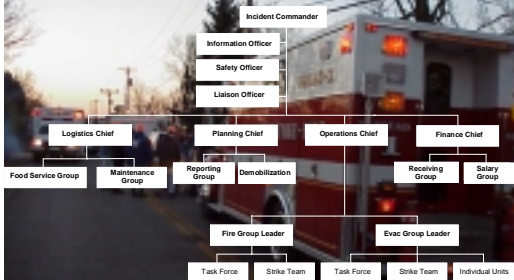 Incident Commander
Information Officer
Safety Officer
Liaison Officer
Logistics Chief
Planning Chief
Operations Chief
Finance Chief
Food Service Group
Maintenance
Group
Reporting
Group
Demobilization
Receiving
Group
Salary
Group
Fire Group Leader
Evac Group Leader
Task Force
Strike Team
Task Force
Strike Team
Individual Units